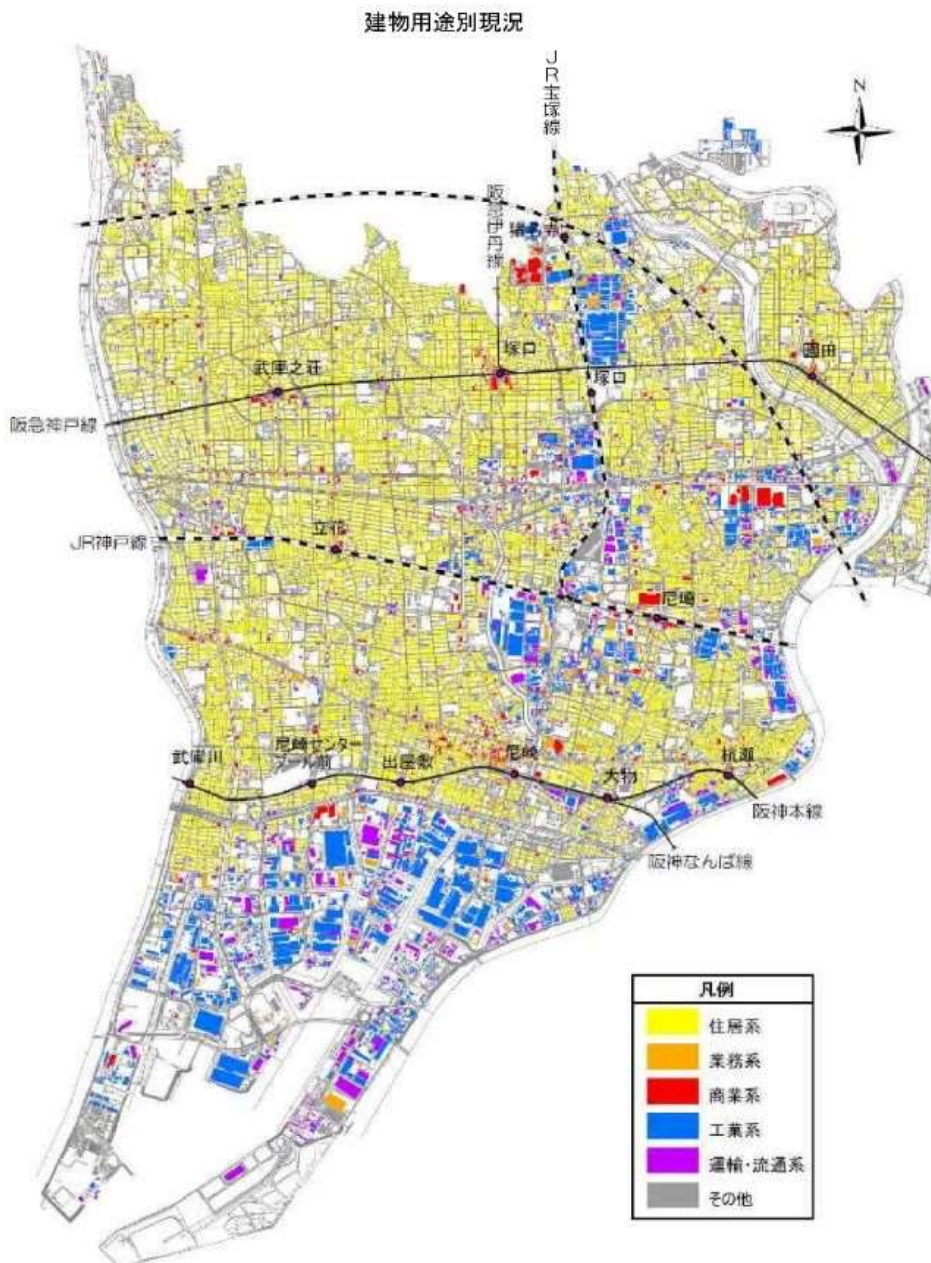 建物用途別現況
JR宝塚線
N
阪急伊丹線
猪名寺
塚口
塚口
園田
武庫之荘
阪急神戸線
立花
JR神戸線
尼崎
武庫川
尼崎センター
プール前
出屋敷
尼崎
大物
杭瀬
阪神本線
阪神なんば線
凡例
住居系
業務系
商業系
工業系
運輸・流通系
その他